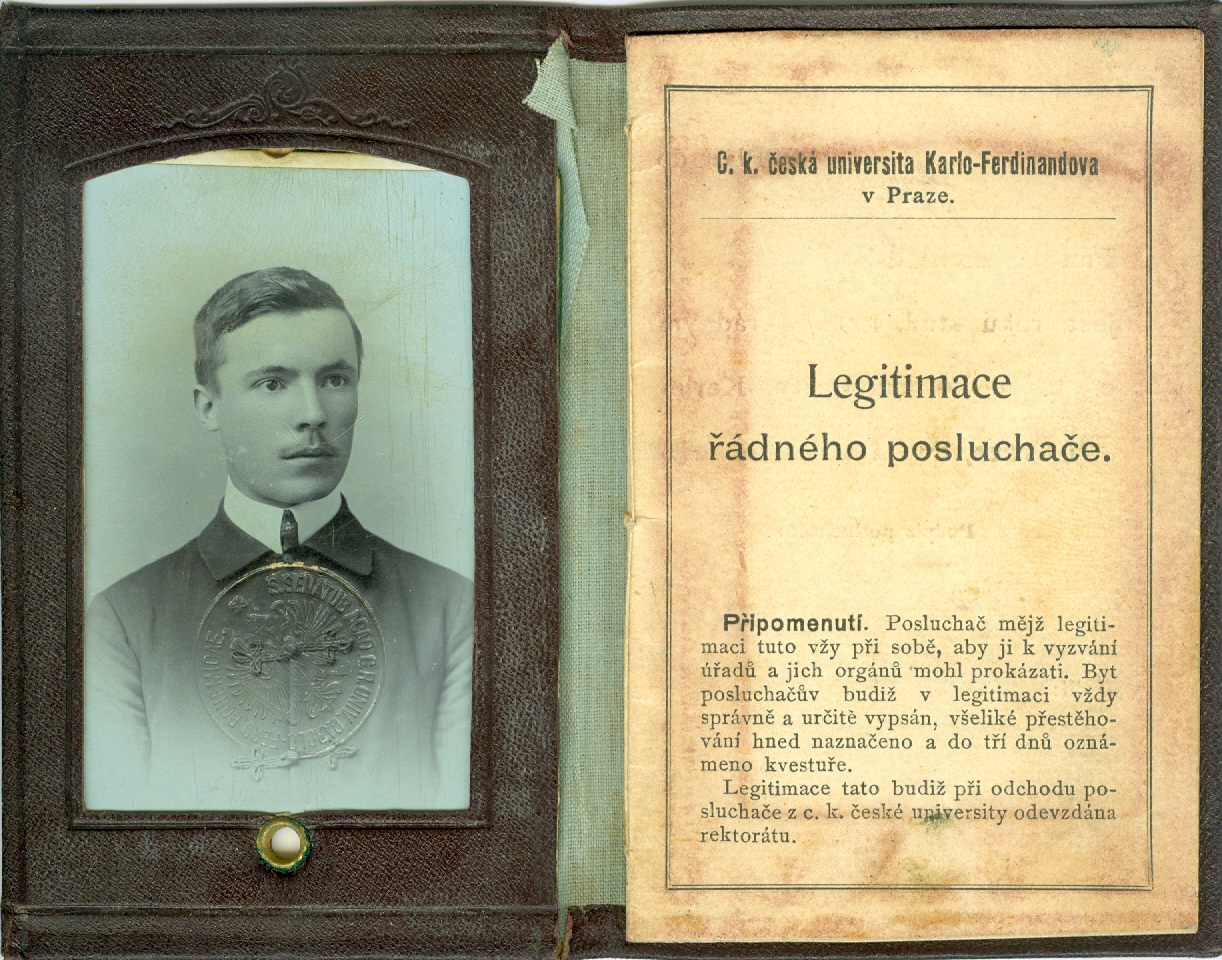 C. k. česká universita Karlo-Ferdinandova
v Praze.
Legitimace
řádného posluchače.
Připomenutí. Posluchač mějž legiti-
maci tuto vžy při sobě, aby ji k vyzvání
úřadů a jich orgánů mohl prokázati. Byt
posluchačův budiž v legitimaci vždy
správně a určitě vypsán, všeliké přestěho-
vání hned naznačeno a do tří dnů ozná-
meno kvestuře.
Legitimace tato budiž při odchodu po-
sluchače z c. k. české university odevzdána
rektorátu.